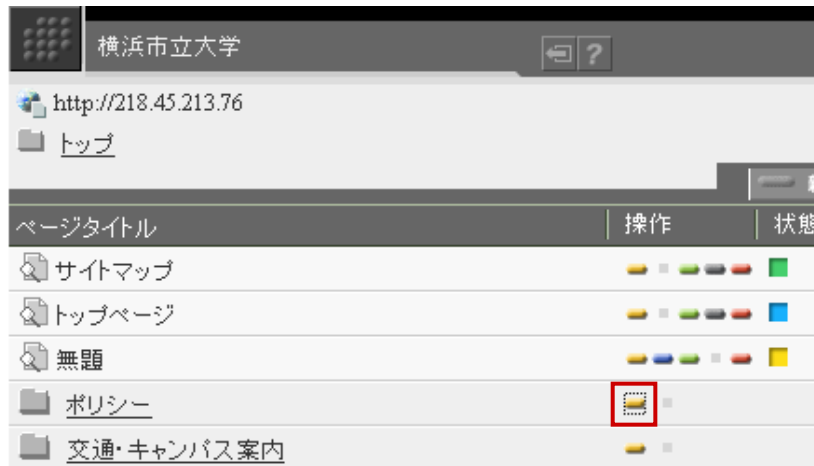 横浜市立大学
?
http://218.45.213.76
トップ
ページタイトル 操作
サイトマップ
トップページ
無題
ポリシー
交通・キャンパス案内